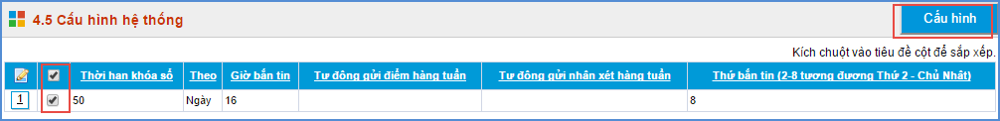 4.5 Cấu hình hệ thống
Cấu hình
Kích chuột vào tiêu đề cột để sắp xếp.
Thời hạn khóa sổ Theo Giờ bắn tin Tự động gửi điểm hàng tuần Tự động gửi nhận xét hàng tuần Thứ bắn tin (2-8 tương đương Thứ 2 - Chủ Nhật)
1 50 Ngày 16 8